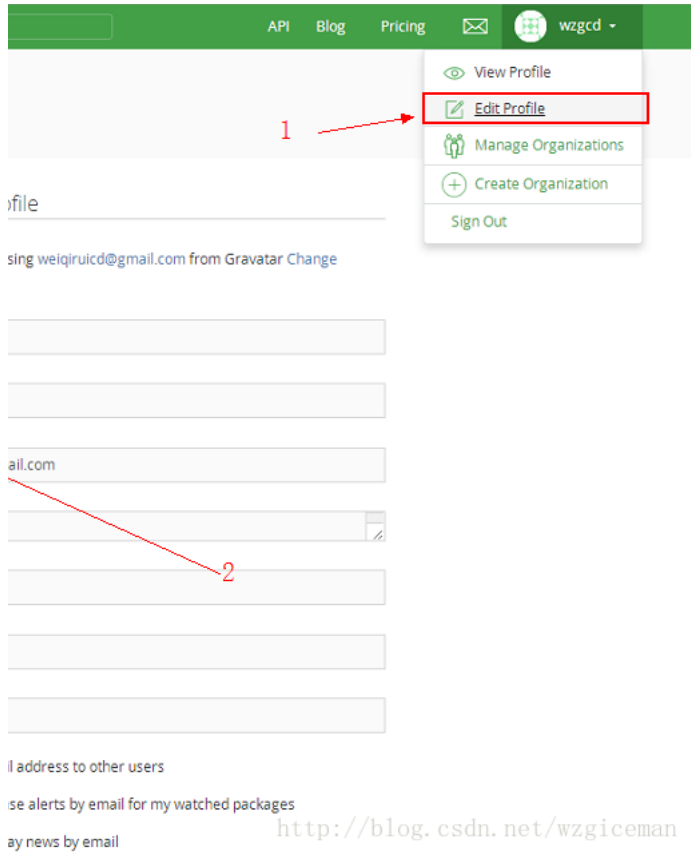 API Blog Pricing wzgcd
View Profile
Edit Profile
1
Manage Organizations
Create Organization
Sign Out
ofile
sing weiqiruicd@gmail.com from Gravatar Change
ail.com
2
il address to other users
se alerts by email for my watched packages
ay news by email
http://blog.csdn.net/wzgiceman